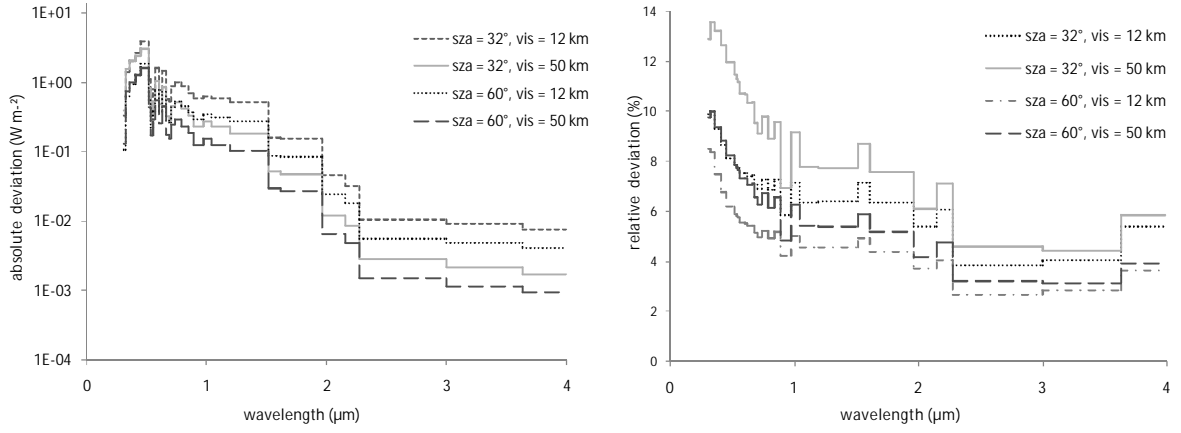 1E+01
1E+00
1E-01
1E-02
1E-03
1E-04
absolute deviation (W m-²)
0
1
2
3
4
wavelength (µm)
sza = 32°, vis = 12 km
sza = 32°, vis = 50 km
sza = 60°, vis = 12 km
sza = 60°, vis = 50 km
14
12
10
8
6
4
2
0
relative deviation (%)
0
1
2
3
4
wavelength (µm)
sza = 32°, vis = 12 km
sza = 32°, vis = 50 km
sza = 60°, vis = 12 km
sza = 60°, vis = 50 km